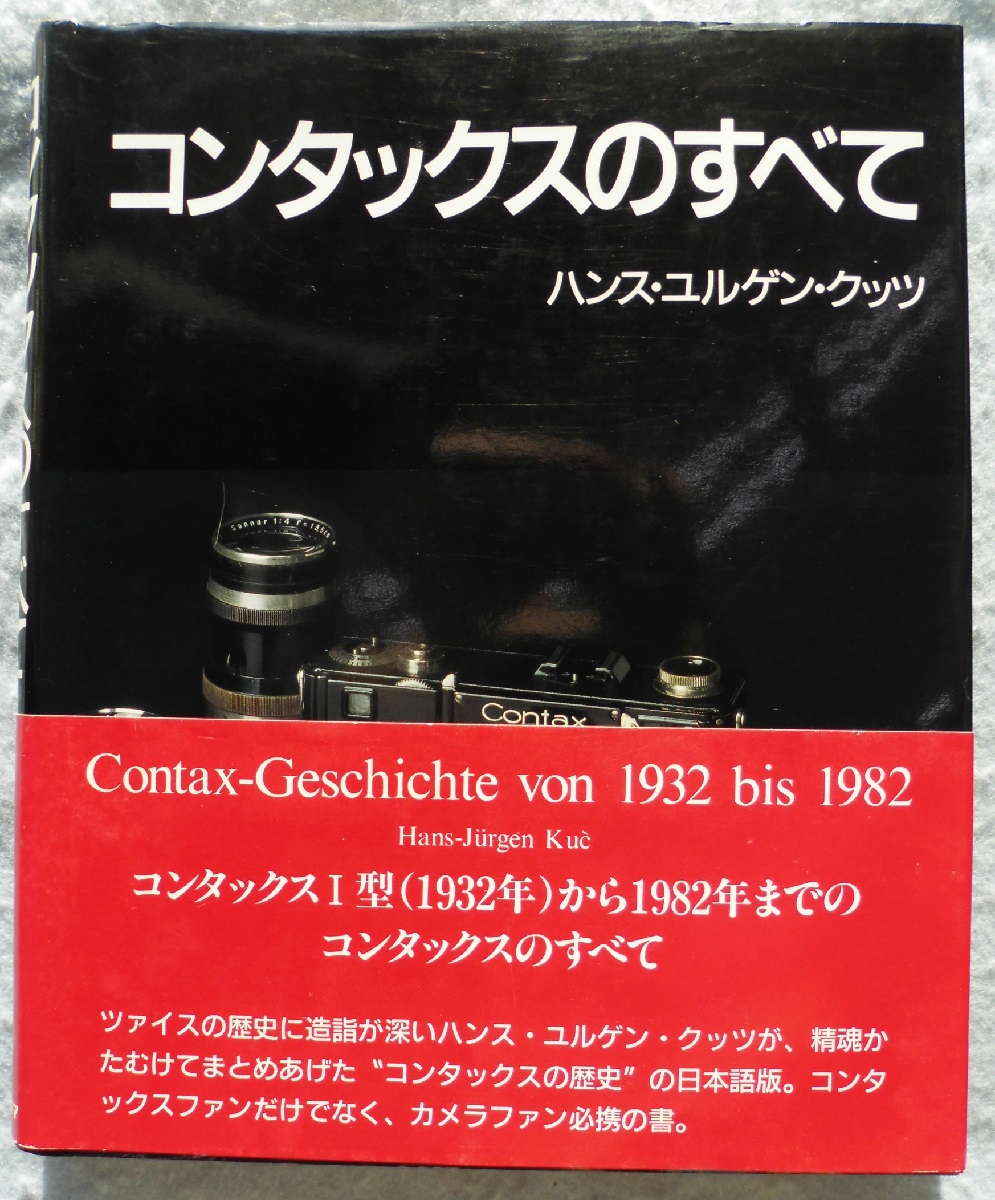 コンタックスのすべて
ハンス・ユルゲン・クッツ
Sonnar 1:4
Contax
Contax-Geschichte von 1932 bis 1982
Hans-Jürgen Kuč
コンタックスI型(1932年)から1982年までの
コンタックスのすべて
ツァイスの歴史に造詣が深いハンス・ユルゲン・クッツが、精魂か
たむけてまとめあげた〝コンタックスの歴史〟の日本語版。コンタ
ックスファンだけでなく、カメラファン必携の書。